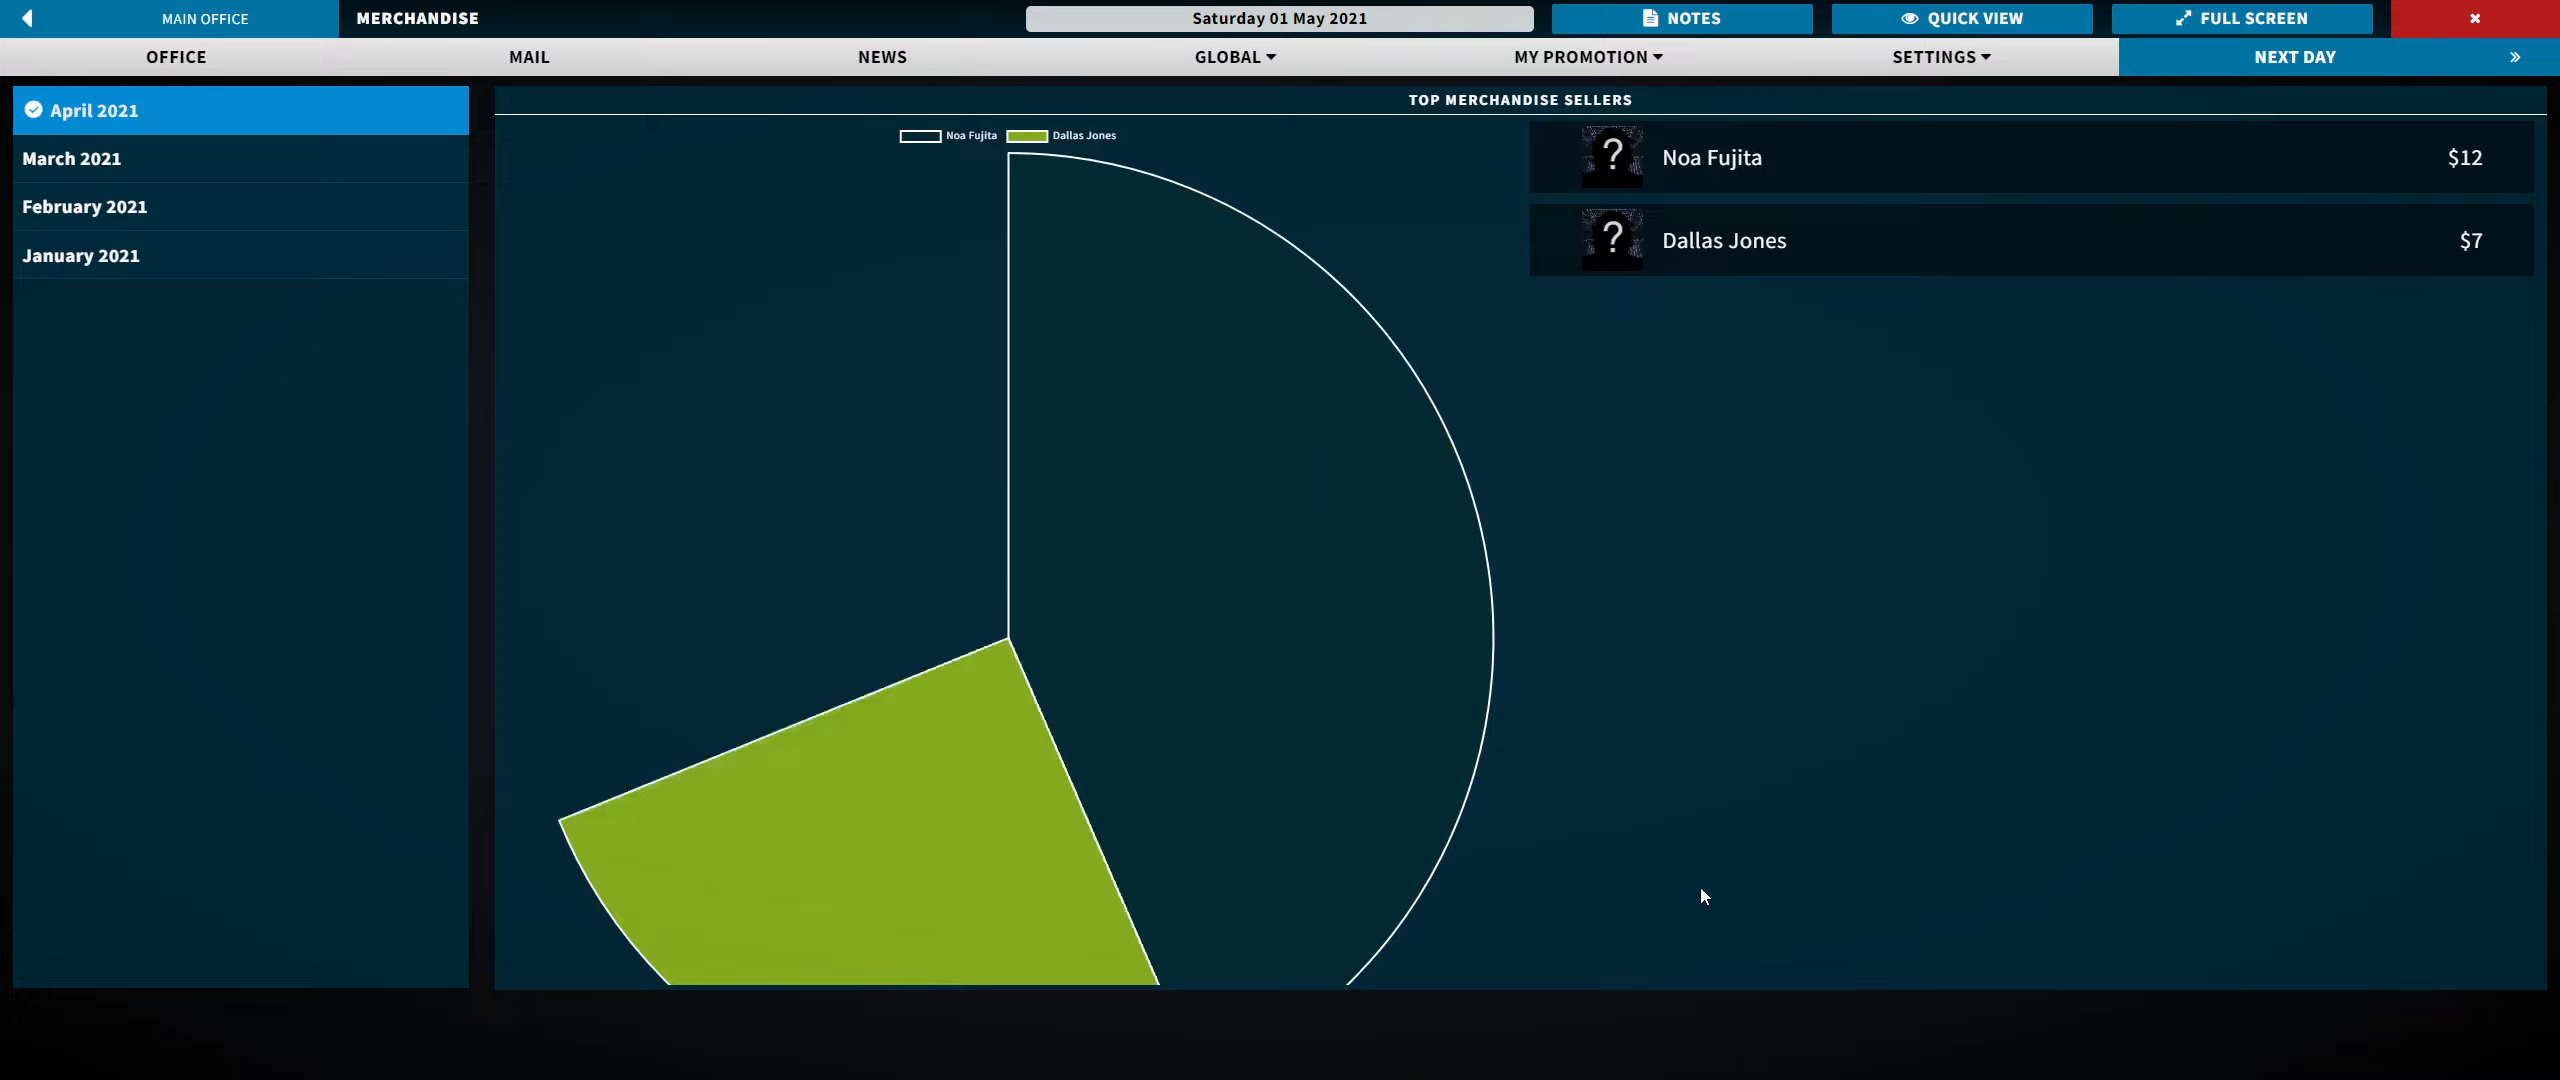 MAIN OFFICE
MERCHANDISE
Saturday 01 May 2021
NOTES
QUICK VIEW
FULL SCREEN
OFFICE
MAIL
NEWS
GLOBAL
MY PROMOTION
SETTINGS
NEXT DAY
April 2021
March 2021
February 2021
January 2021
TOP MERCHANDISE SELLERS
Noa Fujita
Dallas Jones
? Noa Fujita $12
? Dallas Jones $7